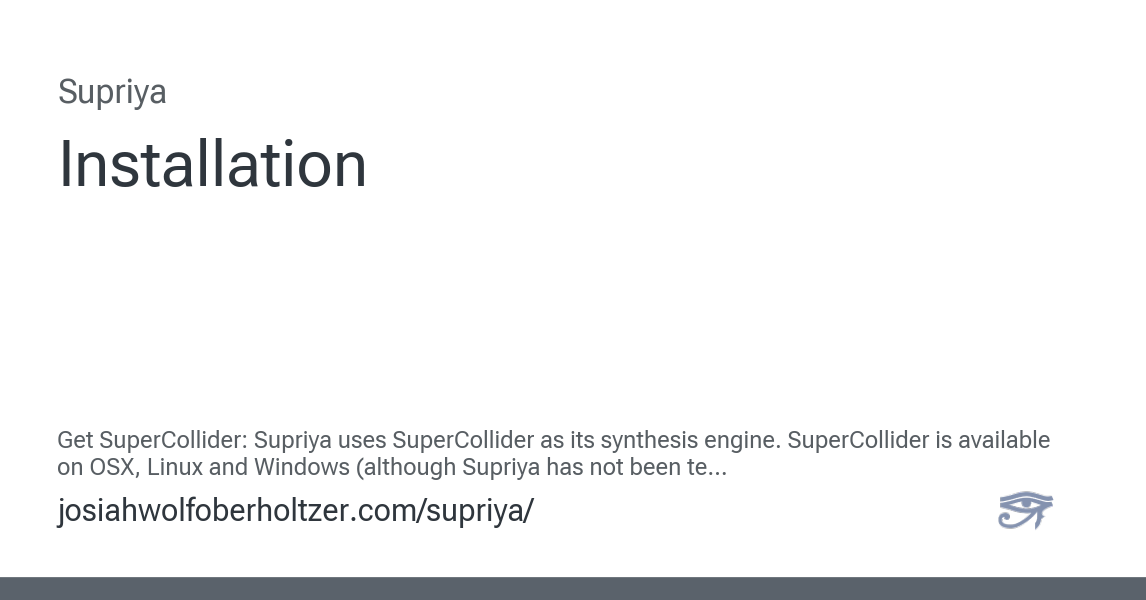 Supriya
Installation
Get SuperCollider: Supriya uses SuperCollider as its synthesis engine. SuperCollider is available
on OSX, Linux and Windows (although Supriya has not been te...
josiahwolfoberholtzer.com/supriya/